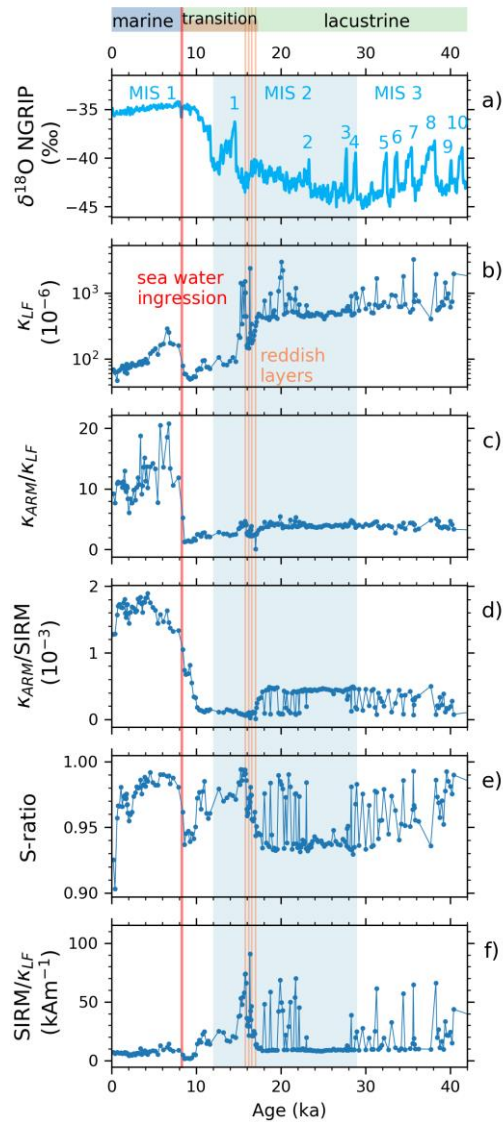 marine transition lacustrine
0 10 20 30 40
MIS 1 MIS 2 MIS 3 a)
1 2 3 4 5 6 7 8 9 10
δ¹⁸O NGRIP
(‰)
−35
−40
−45
b)
κLF
(10⁻⁶)
10³
10²
sea water
ingression
reddish
layers
c)
κARM/κLF
20
10
0
d)
κARM/SIRM
(10⁻³)
2
1
0
e)
S-ratio
1.00
0.95
0.90
f)
SIRM/κLF
(kAm⁻¹)
100
50
0
0 10 20 30 40
Age (ka)